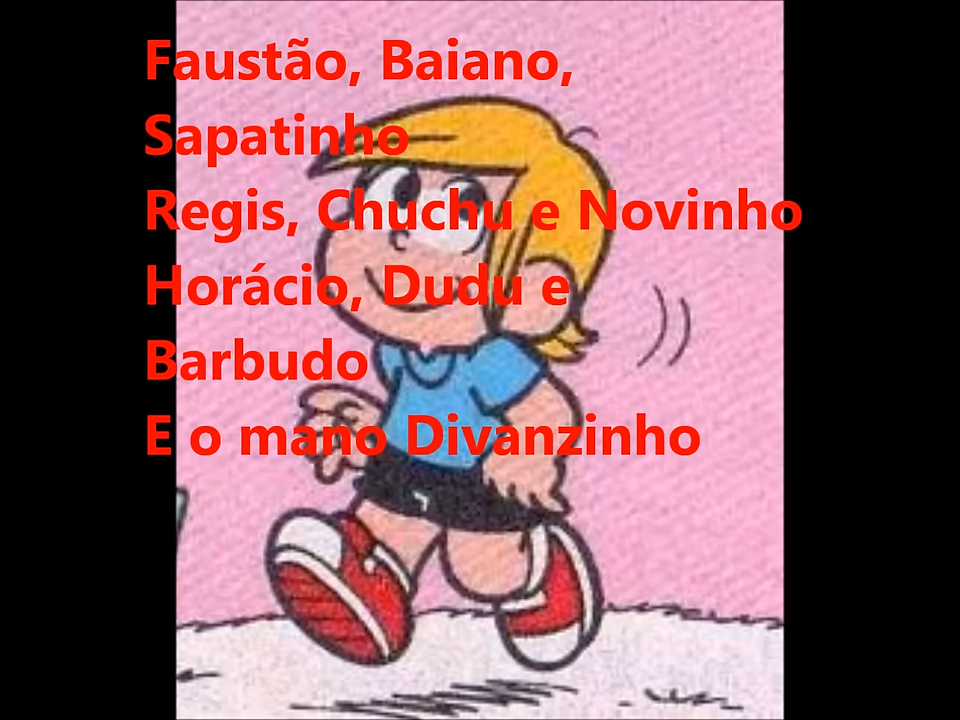 Faustão, Baiano,
Sapatinho
Regis, Chuchu e Novinho
Horácio, Dudu e
Barbudo
E o mano Divanzinho